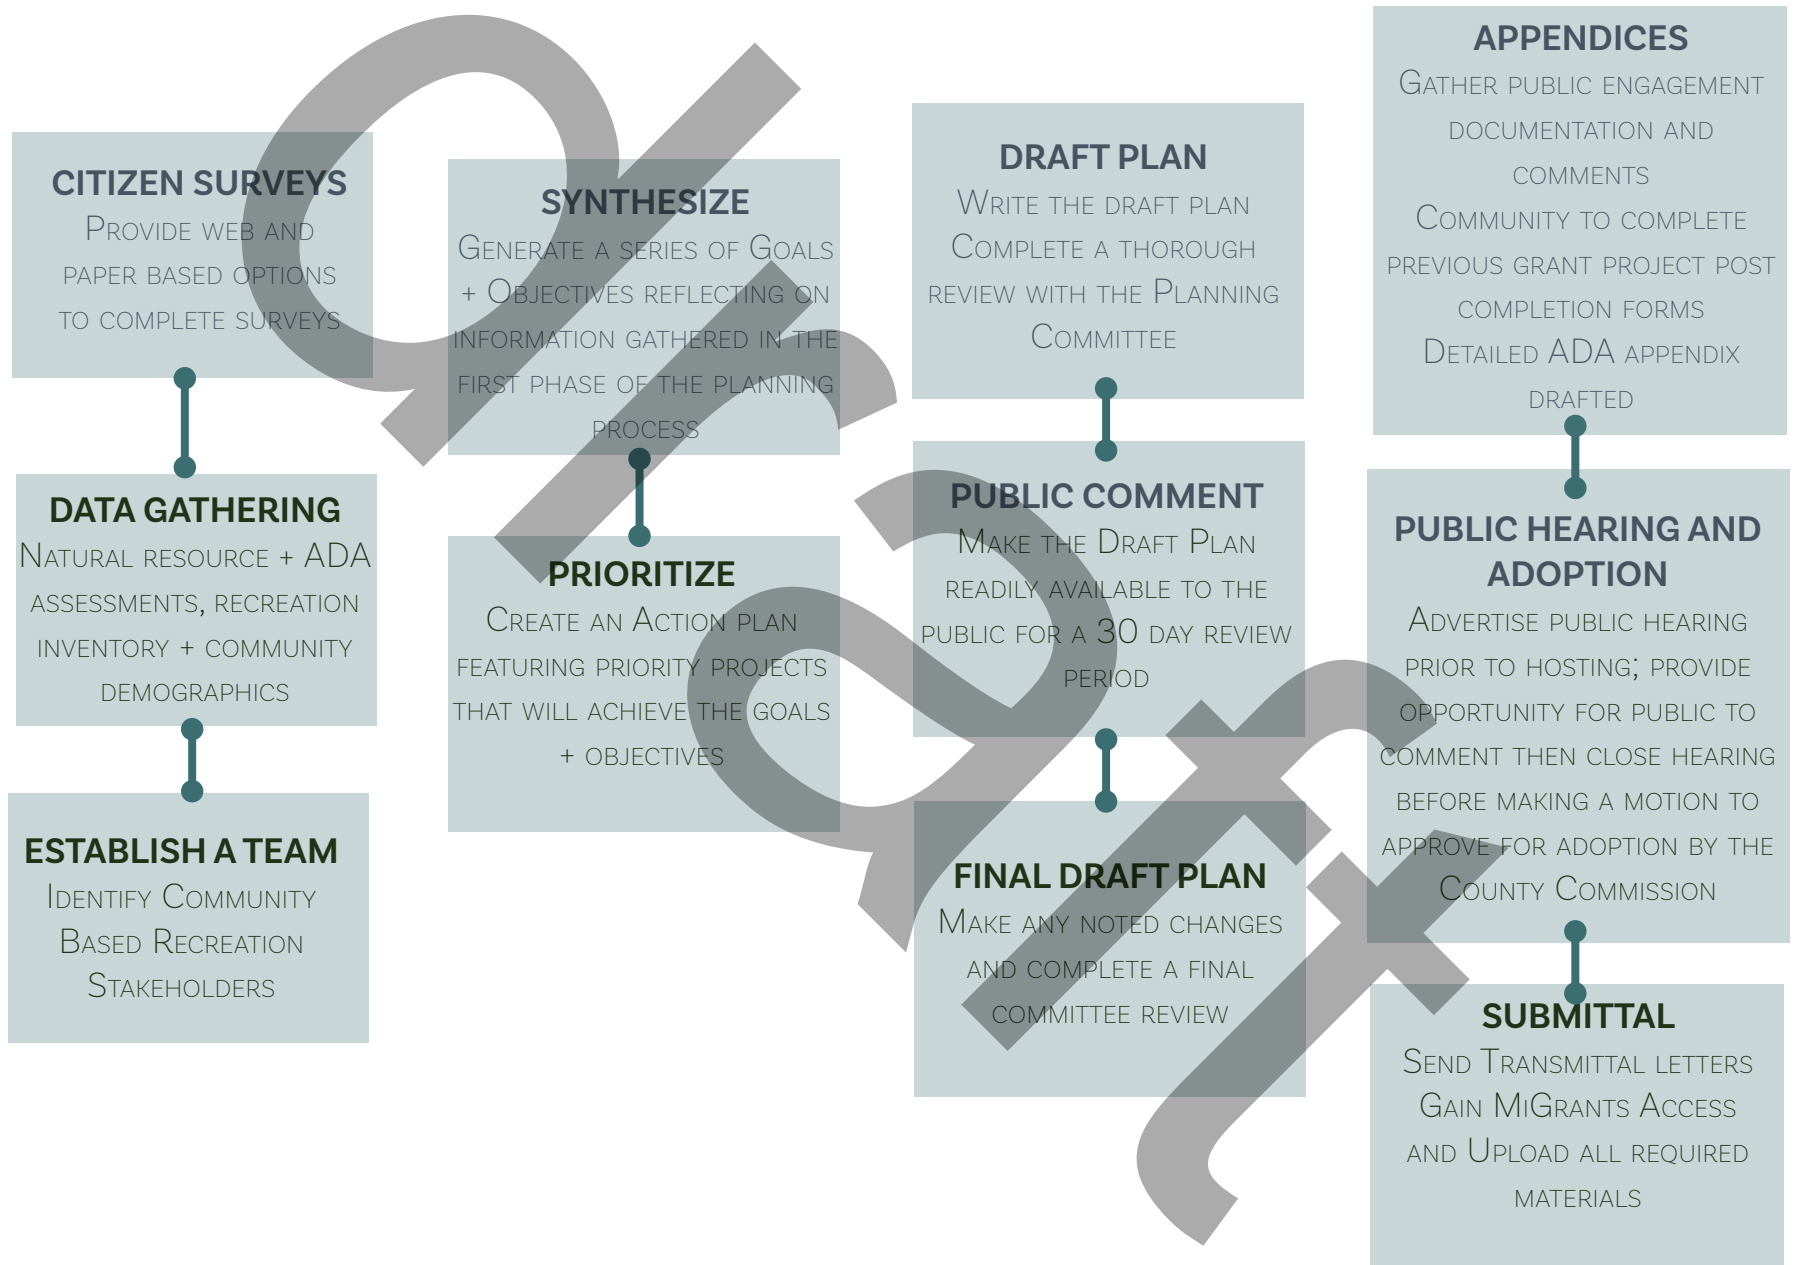 CITIZEN SURVEYS
Provide web and
paper based options
to complete surveys
DATA GATHERING
Natural resource + ADA
assessments, recreation
inventory + community
demographics
ESTABLISH A TEAM
Identify Community
Based Recreation
Stakeholders
SYNTHESIZE
Generate a series of Goals
+ Objectives reflecting on
information gathered in the
first phase of the planning
process
PRIORITIZE
Create an Action plan
featuring priority projects
that will achieve the goals
+ objectives
DRAFT PLAN
Write the draft plan
Complete a thorough
review with the Planning
Committee
PUBLIC COMMENT
Make the Draft Plan
readily available to the
public for a 30 day review
period
FINAL DRAFT PLAN
Make any noted changes
and complete a final
committee review
APPENDICES
Gather public engagement
documentation and
comments
Community to complete
previous grant project post
completion forms
Detailed ADA appendix
drafted
PUBLIC HEARING AND
ADOPTION
Advertise public hearing
prior to hosting; provide
opportunity for public to
comment then close hearing
before making a motion to
approve for adoption by the
County Commission
SUBMITTAL
Send Transmittal letters
Gain MiGrants Access
and Upload all required
materials
draft